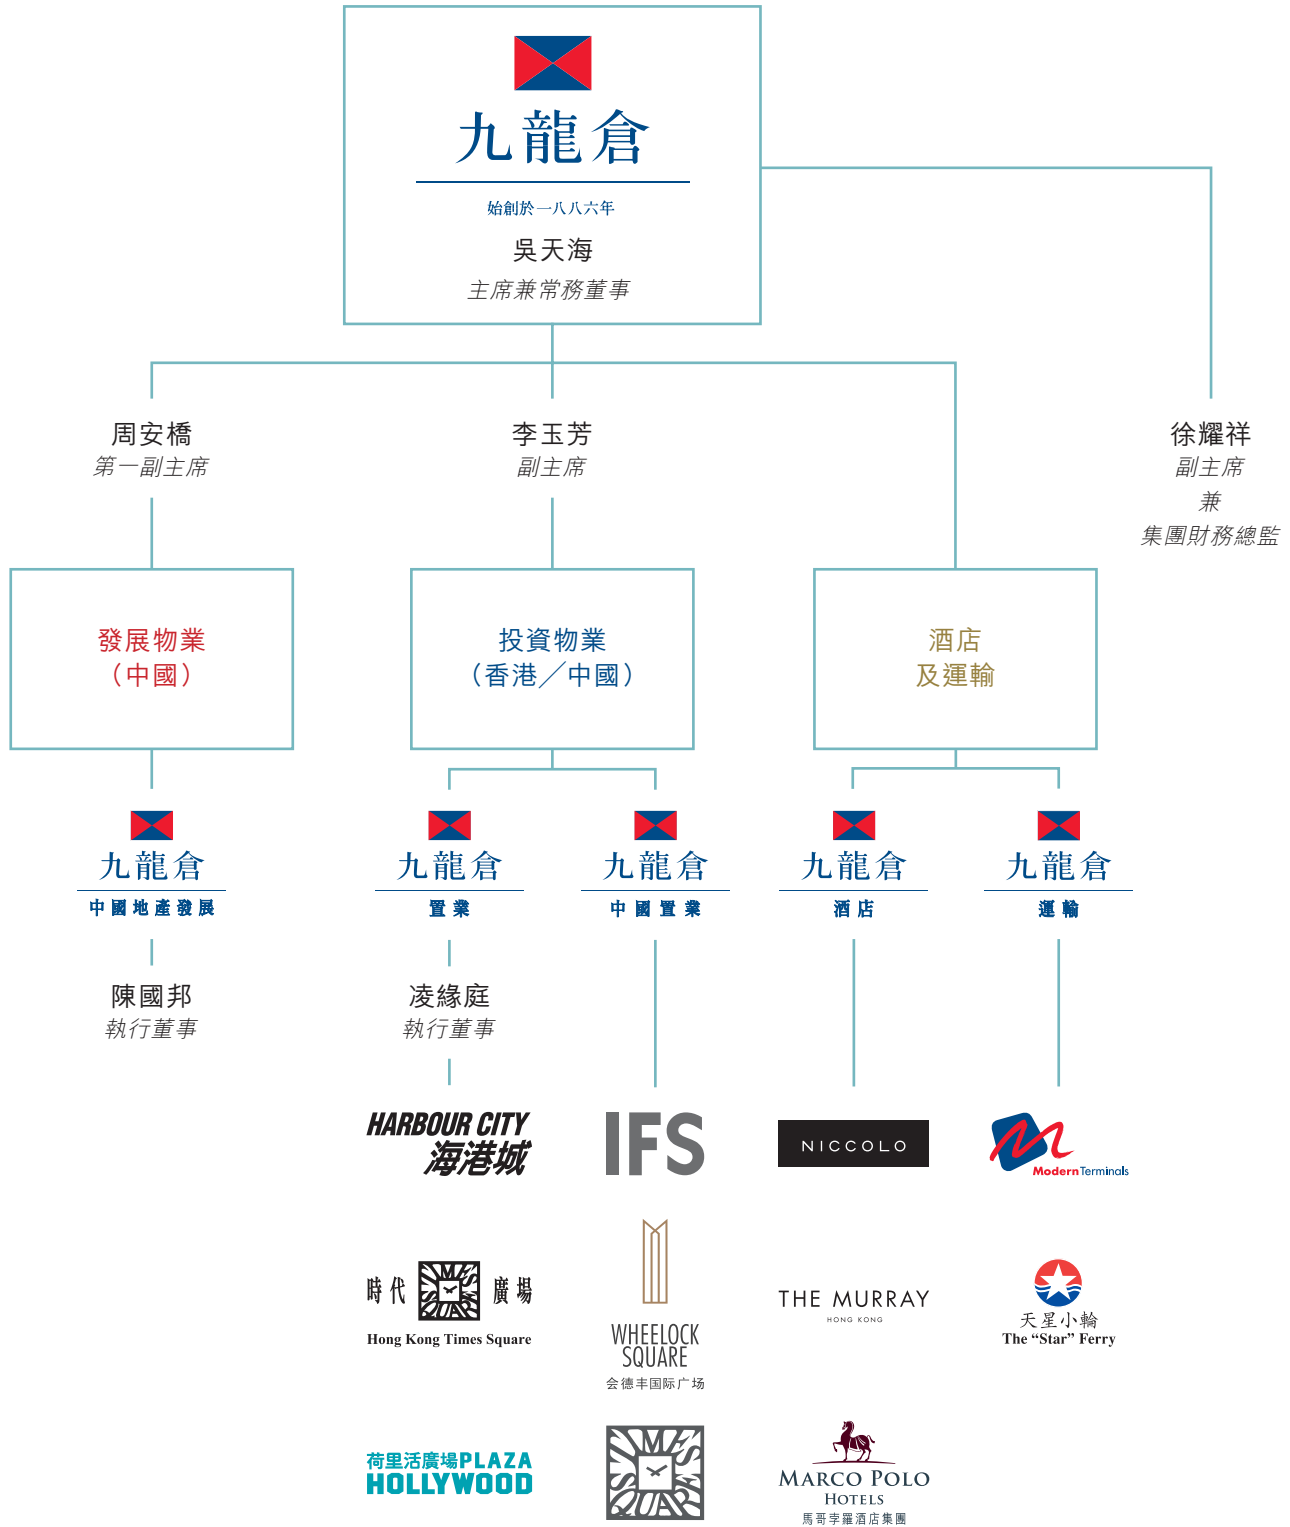 九龍倉
始創於一八八六年
吳天海
主席兼常務董事
周安橋
第一副主席
李玉芳
副主席
徐耀祥
副主席
兼
集團財務總監
發展物業
（中國）
投資物業
（香港／中國）
酒店
及運輸
九龍倉
中國地產發展
九龍倉
置業
九龍倉
中國置業
九龍倉
酒店
九龍倉
運輸
陳國邦
執行董事
凌緣庭
執行董事
HARBOUR CITY
海港城
IFS
NICCOLO
Modern Terminals
時代 TIMES SQUARE 廣場
Hong Kong Times Square
WHEELOCK
SQUARE
会德丰国际广场
THE MURRAY
HONG KONG
天星小輪
The “Star” Ferry
荷里活廣場PLAZA
HOLLYWOOD
TIMES SQUARE
MARCO POLO
HOTELS
馬哥孛羅酒店集團